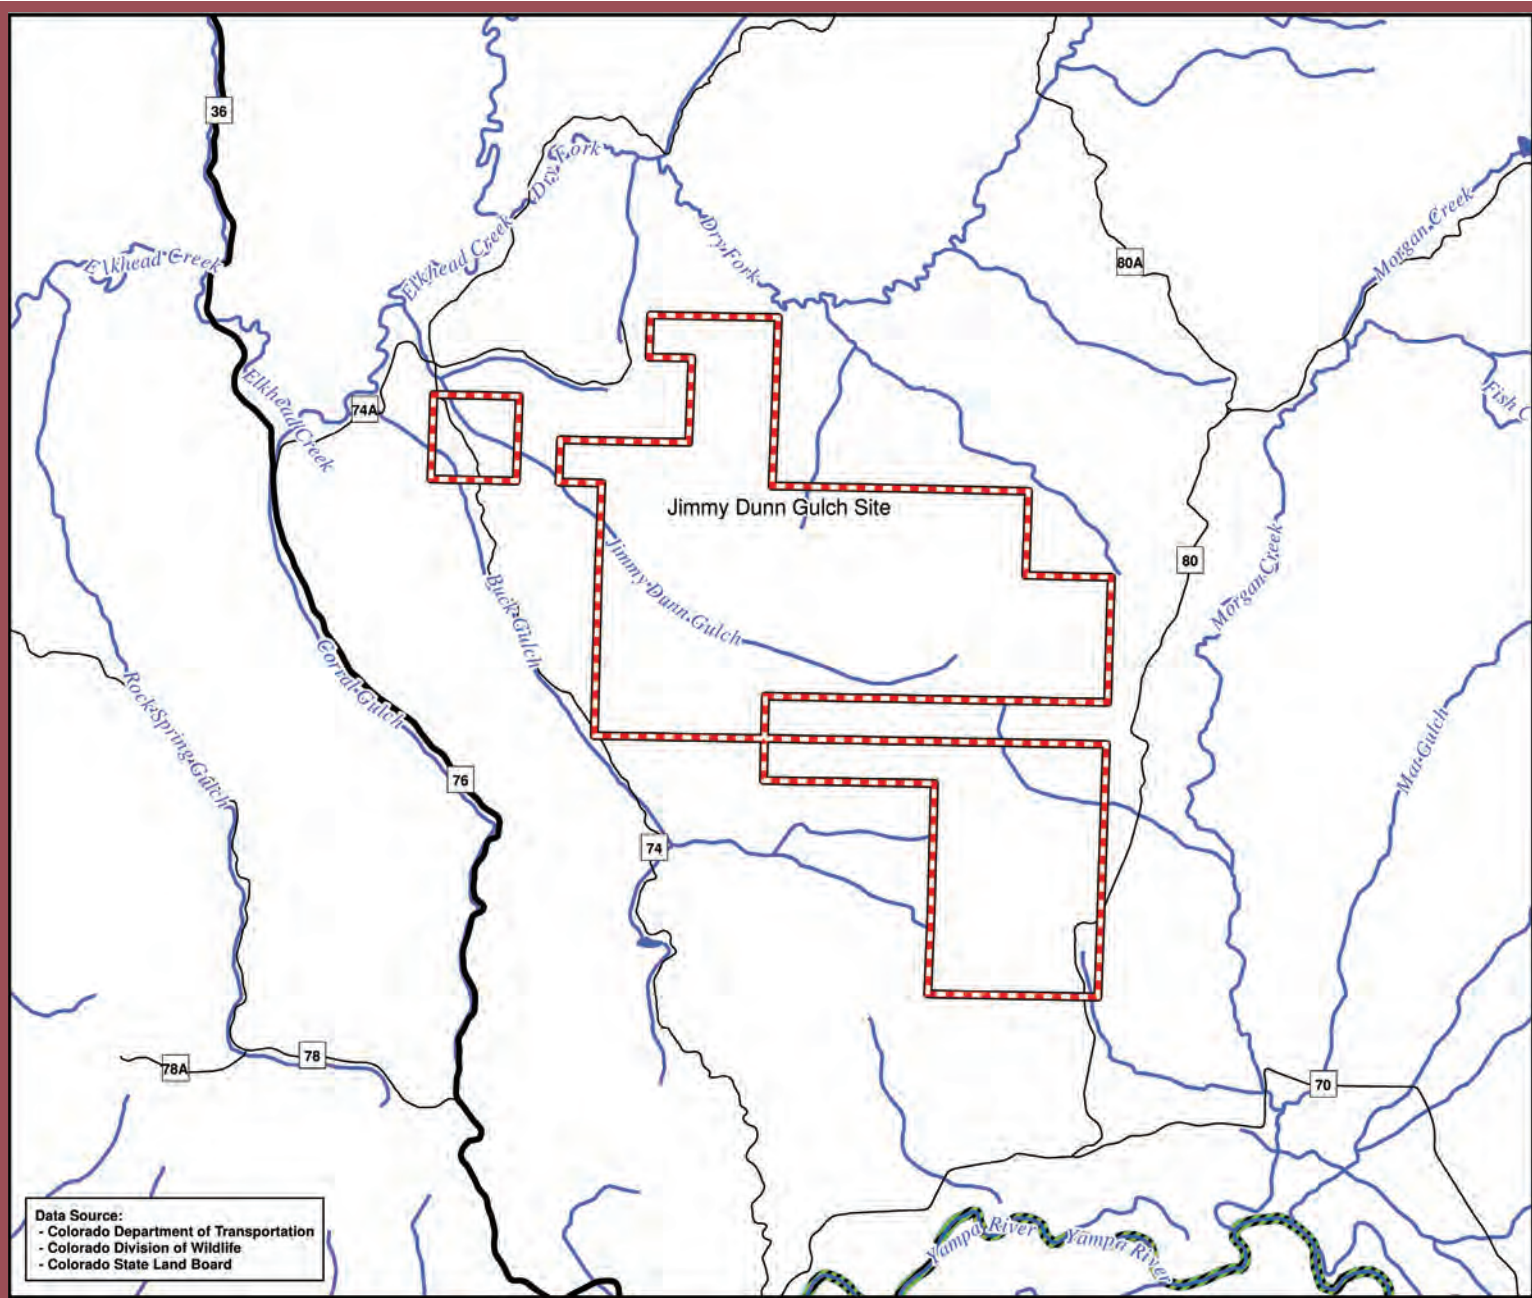 36
Dry Fork
Morgan Creek
Elkhead Creek
Dry Fork
Elkhead Creek
80A
Elkhead Creek
74A
Fish C
Jimmy Dunn Gulch Site
80
Jimmy Dunn Gulch
Morgan Creek
Buck Gulch
Corral Gulch
Rock Spring Gulch
Mat Gulch
76
74
78
78A
70
Data Source:
- Colorado Department of Transportation
- Colorado Division of Wildlife
- Colorado State Land Board
Yampa River
Yampa River